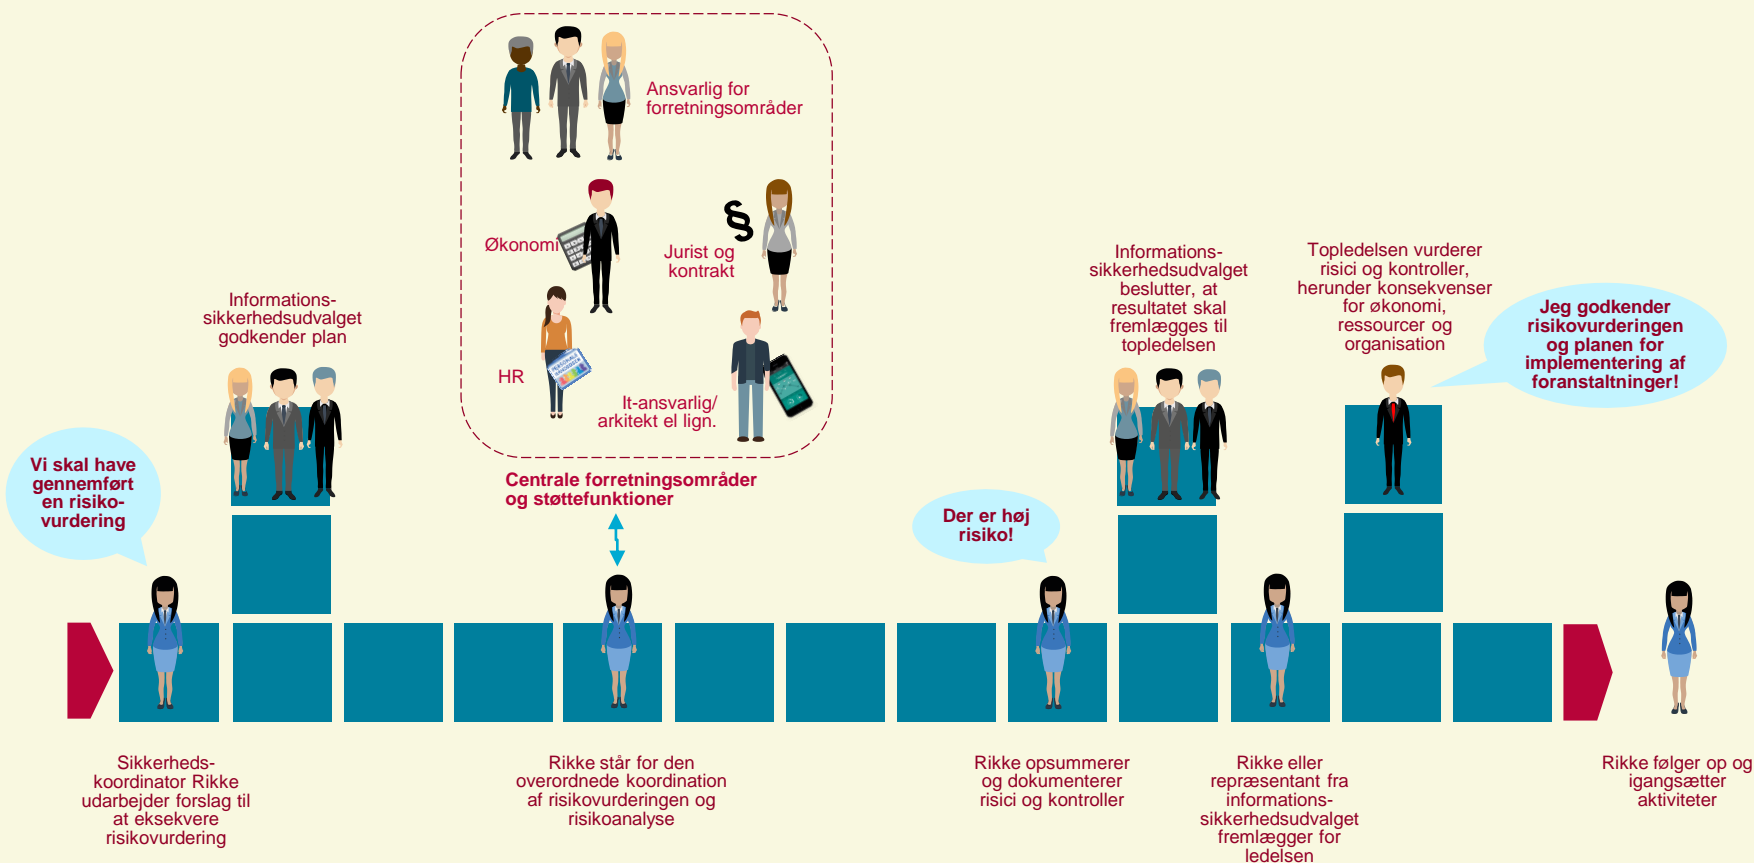 Vi skal have
gennemført
en risiko-
vurdering
Sikkerheds-
koordinator Rikke
udarbejder forslag til
at eksekvere
risikovurdering
Informations-
sikkerhedsudvalget
godkender plan
Ansvarlig for
forretningsområder
Økonomi
§
Jurist og
kontrakt
HR
It-ansvarlig/
arkitekt el lign.
Centrale forretningsområder
og støttefunktioner
Rikke står for den
overordnede koordination
af risikovurderingen og
risikoanalyse
Der er høj
risiko!
Rikke opsummerer
og dokumenterer
risici og kontroller
Informations-
sikkerhedsudvalget
beslutter, at
resultatet skal
fremlægges til
topledelsen
Rikke eller
repræsentant fra
informations-
sikkerhedsudvalget
fremlægger for
ledelsen
Topledelsen vurderer
risici og kontroller,
herunder konsekvenser
for økonomi,
ressourcer og
organisation
Jeg godkender
risikovurderingen
og planen for
implementering af
foranstaltninger!
Rikke følger op og
igangsætter
aktiviteter